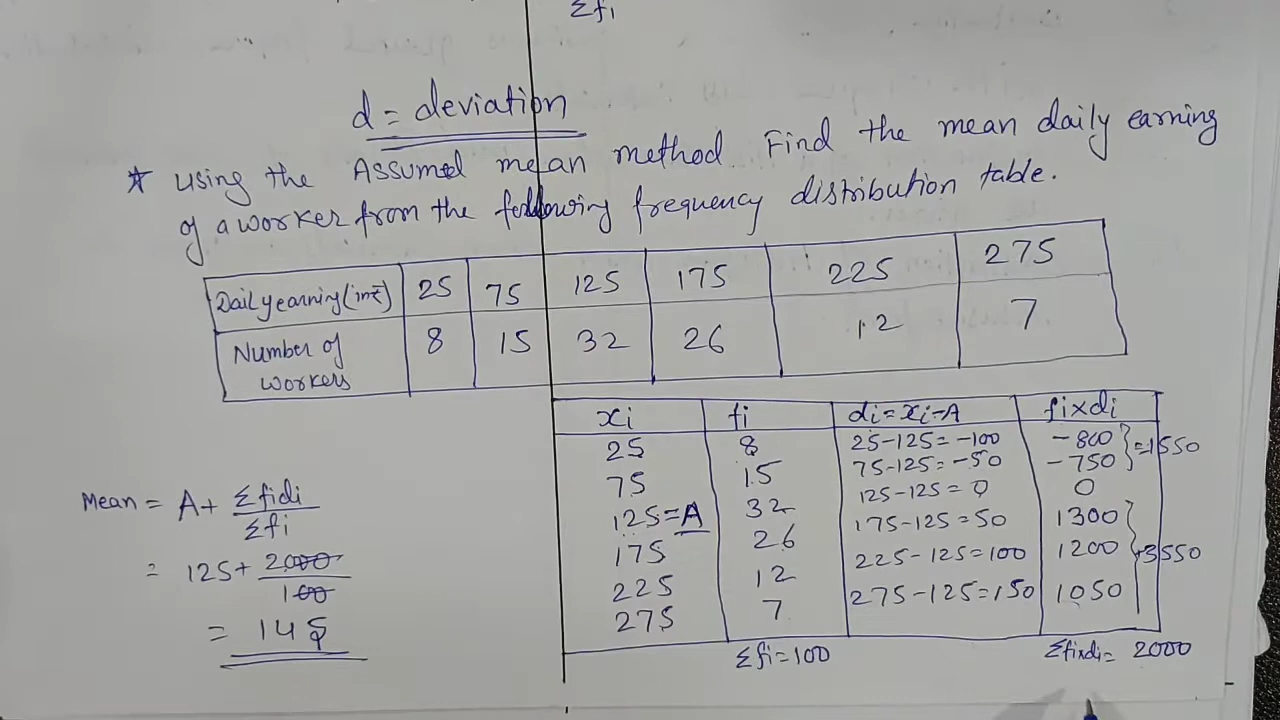 Σfi
d = deviation
* Using the Assumed mean method. Find the mean daily earning
of a worker from the following frequency distribution table.
Daily earning (in ₹) 25 75 125 175 225 275
Number of workers 8 15 32 26 12 7
xi fi di = xi-A fixdi
25 8 25-125 = -100 -800
75 15 75-125 = -50 -750 } = 1550
125 = A 32 125-125 = 0 0
175 26 175-125 = 50 1300
225 12 225-125 = 100 1200 } 3550
275 7 275-125 = 150 1050
Σfi = 100 Σfixdi = 2000
Mean = A + Σfidi / Σfi
= 125 + 2000 / 100
= 145